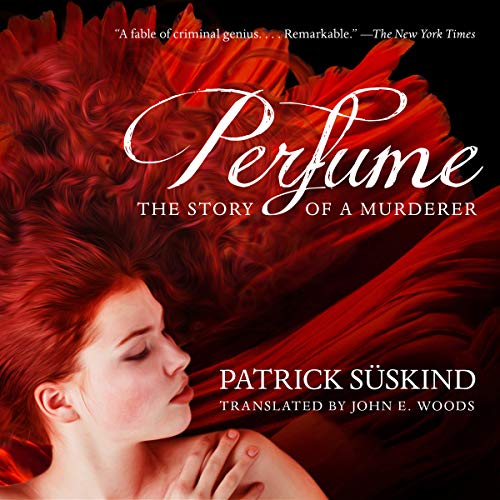 “A fable of criminal genius. . . . Remarkable.” —The New York Times
Perfume
THE STORY OF A MURDERER
PATRICK SÜSKIND
TRANSLATED BY JOHN E. WOODS